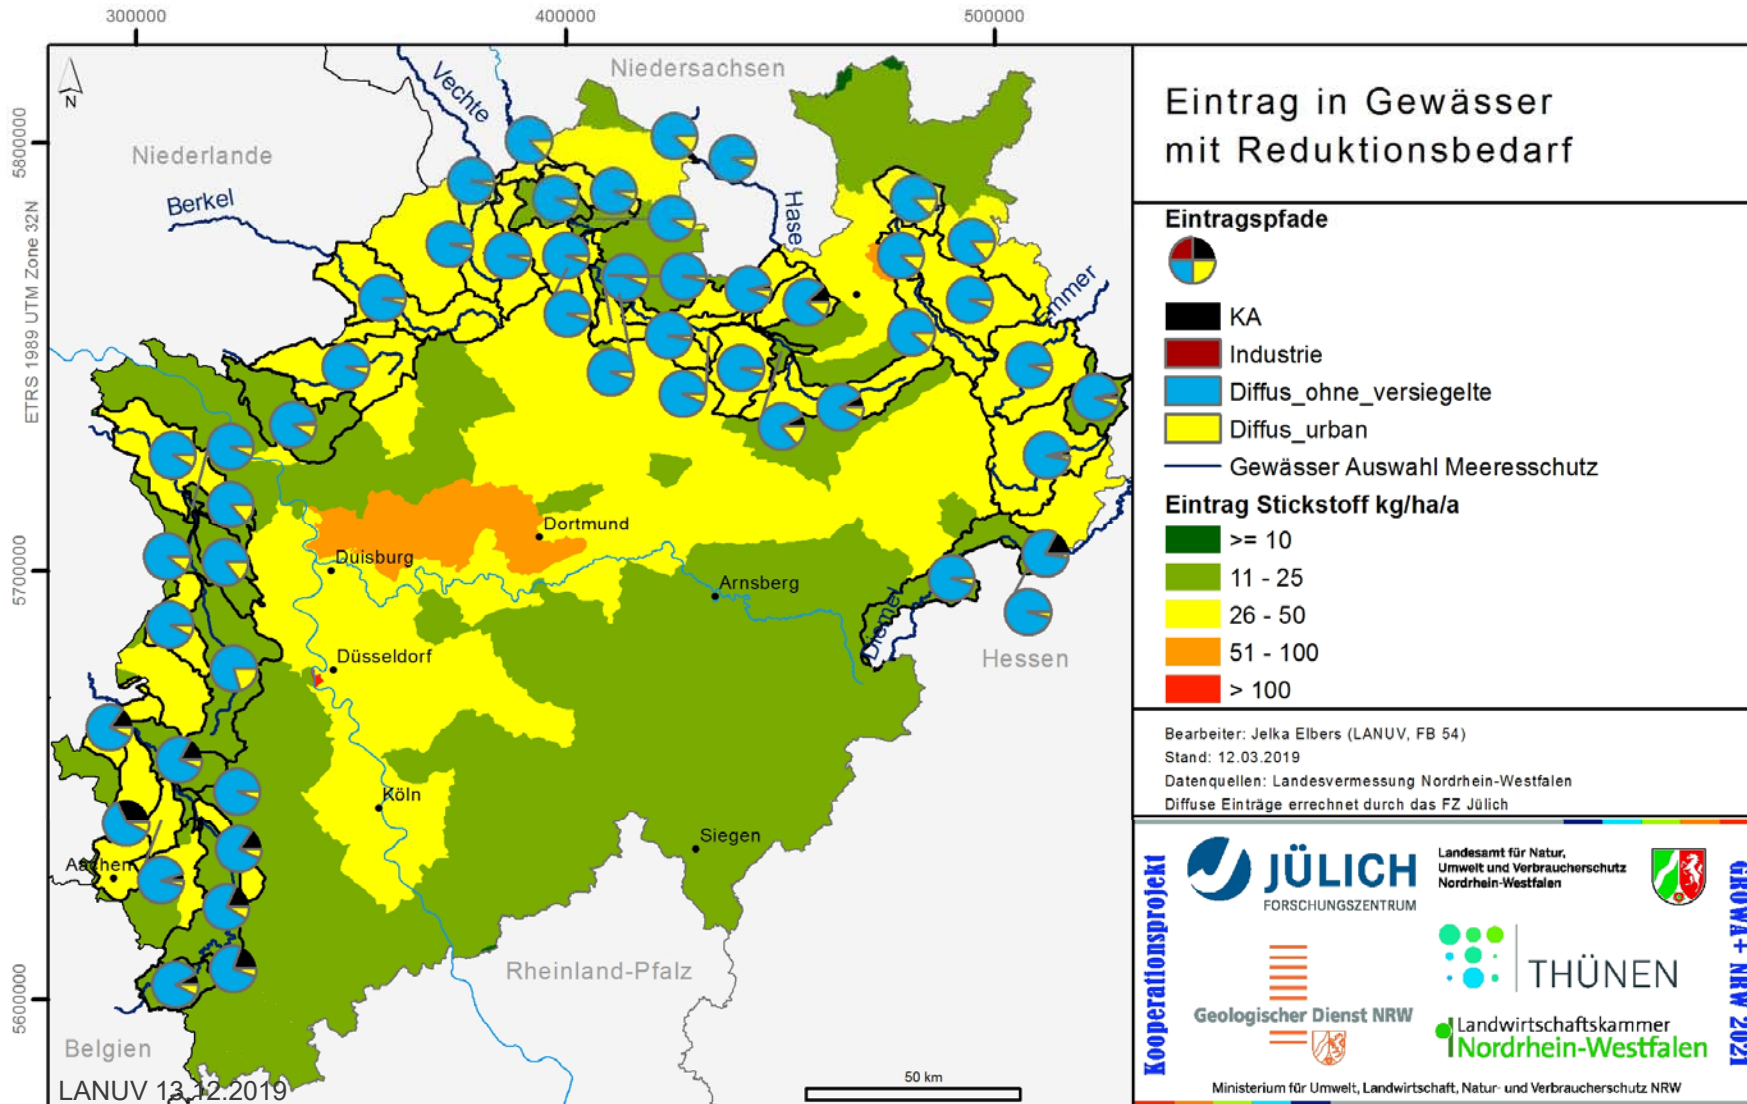 300000
400000
500000
5800000
5700000
5600000
ETRS 1989 UTM Zone 32N
N
Niedersachsen
Niederlande
Vechte
Berkel
Hase
Emmer
Dortmund
Duisburg
Arnsberg
Diemel
Düsseldorf
Hessen
Köln
Siegen
Aachen
Rheinland-Pfalz
Belgien
LANUV 13.12.2019
50 km
Eintrag in Gewässer
mit Reduktionsbedarf
Eintragspfade
KA
Industrie
Diffus_ohne_versiegelte
Diffus_urban
Gewässer Auswahl Meeresschutz
Eintrag Stickstoff kg/ha/a
>= 10
11 - 25
26 - 50
51 - 100
> 100
Bearbeiter: Jelka Elbers (LANUV, FB 54)
Stand: 12.03.2019
Datenquellen: Landesvermessung Nordrhein-Westfalen
Diffuse Einträge errechnet durch das FZ Jülich
Kooperationsprojekt
JÜLICH
FORSCHUNGSZENTRUM
Landesamt für Natur,
Umwelt und Verbraucherschutz
Nordrhein-Westfalen
GROWA+ NRW 2021
THÜNEN
Geologischer Dienst NRW
Landwirtschaftskammer
Nordrhein-Westfalen
Ministerium für Umwelt, Landwirtschaft, Natur- und Verbraucherschutz NRW